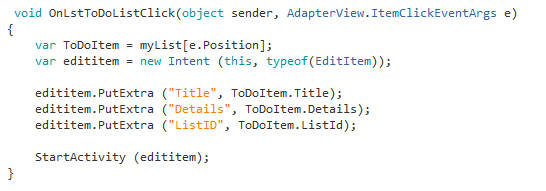 void OnLstToDoListClick(object sender, AdapterView.ItemClickEventArgs e)
{
var ToDoItem = myList[e.Position];
var edititem = new Intent (this, typeof(EditItem));
edititem.PutExtra ("Title", ToDoItem.Title);
edititem.PutExtra ("Details", ToDoItem.Details);
edititem.PutExtra ("ListID", ToDoItem.ListId);
StartActivity (edititem);
}